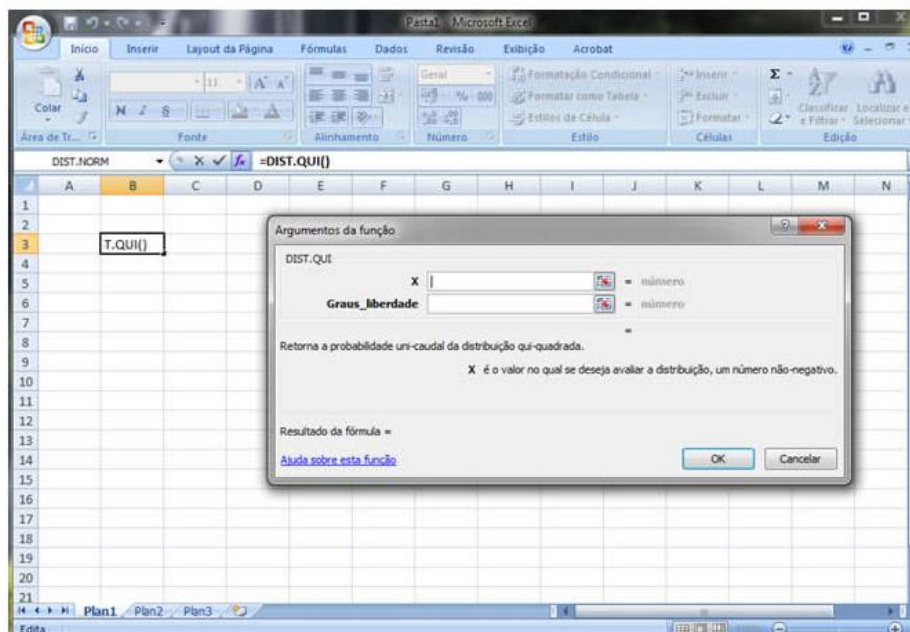 Pasta1 - Microsoft Excel
Início Inserir Layout da Página Fórmulas Dados Revisão Exibição Acrobat
Colar
11
A A
N I S
Geral
% 000
Formatação Condicional
Formatar como Tabela
Estilos de Célula
Inserir
Excluir
Formatar
Σ
Classificar e Filtrar
Localizar e Selecionar
Área de Tr... Fonte Alinhamento Número Estilo Células Edição
DIST.NORM fx =DIST.QUI()
A B C D E F G H I J K L M N
1
2
3 T.QUI()
4
5
6
7
8
9
10
11
12
13
14
15
16
17
18
19
20
21
Argumentos da função
DIST.QUI
X = número
Graus_liberdade = número
=
Retorna a probabilidade uni-caudal da distribuição qui-quadrada.
X é o valor no qual se deseja avaliar a distribuição, um número não-negativo.
Resultado da fórmula =
Ajuda sobre esta função OK Cancelar
Plan1 Plan2 Plan3
Edita